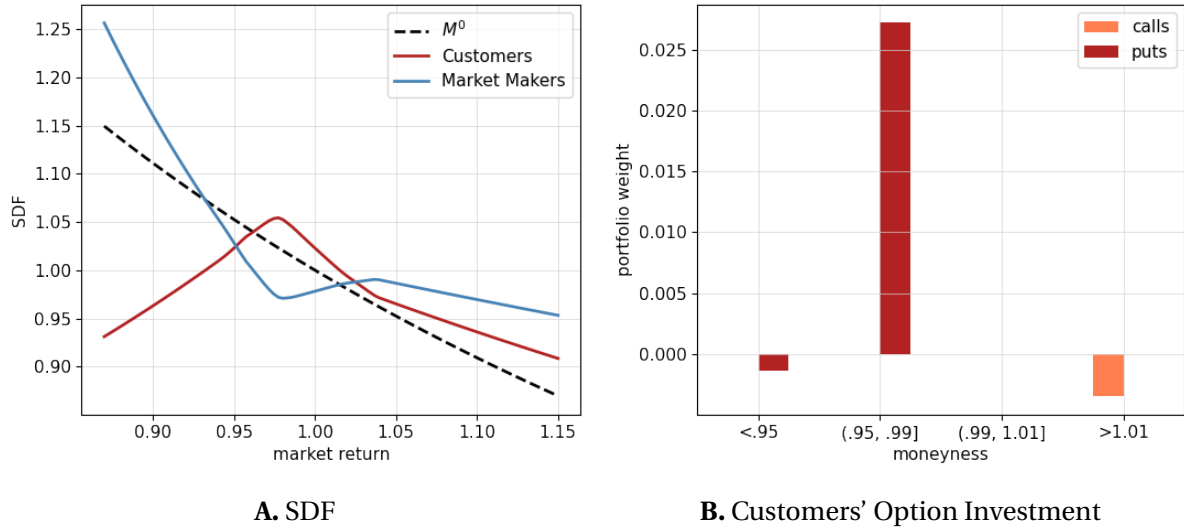 1.25
1.20
1.15
1.10
1.05
1.00
0.95
0.90
SDF
M⁰
Customers
Market Makers
0.90 0.95 1.00 1.05 1.10 1.15
market return
A. SDF
0.025
0.020
0.015
0.010
0.005
0.000
portfolio weight
calls
puts
<.95 (.95, .99] (.99, 1.01] >1.01
moneyness
B. Customers' Option Investment